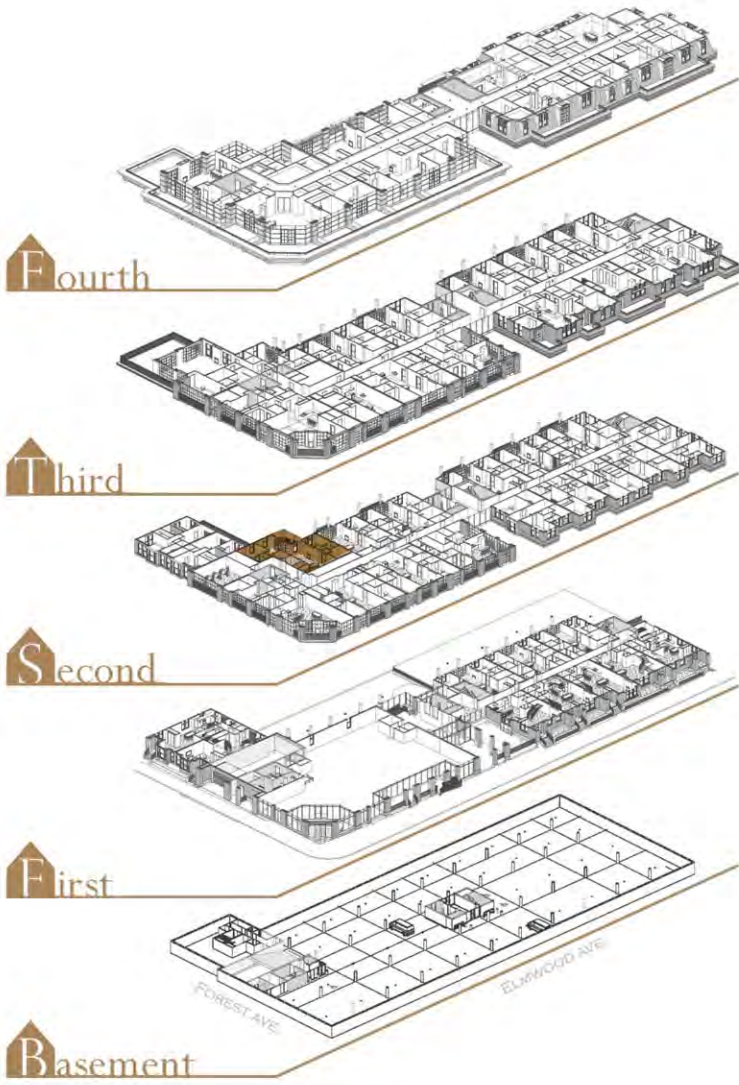 Fourth
Third
Second
First
FOREST AVE.
ELMWOOD AVE.
Basement